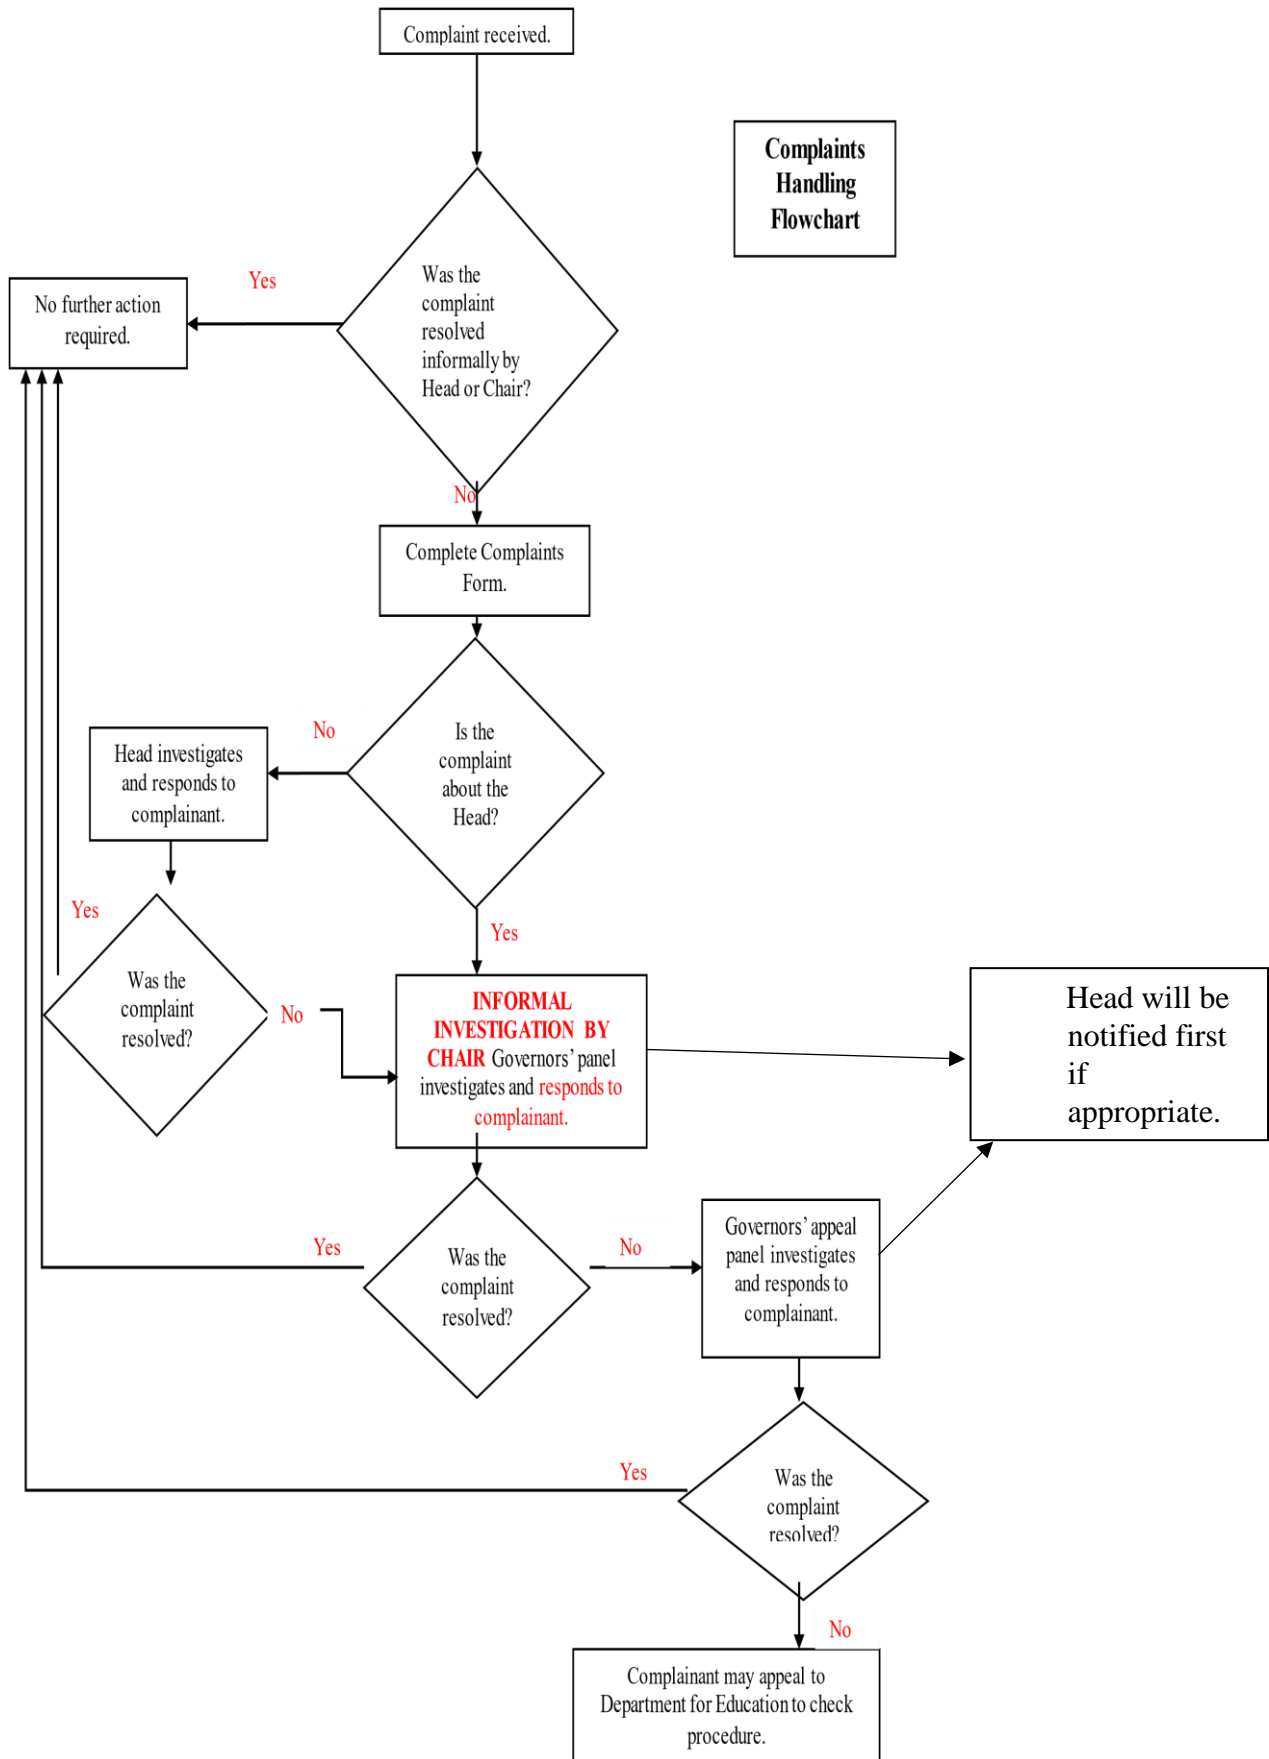 Complaint received.
Complaints
Handling
Flowchart
Was the
complaint
resolved
informally by
Head or Chair?
Yes
No further action
required.
No
Complete Complaints
Form.
Is the
complaint
about the
Head?
No
Head investigates
and responds to
complainant.
Yes
Was the
complaint
resolved?
No
Yes
INFORMAL
INVESTIGATION BY
CHAIR Governors' panel
investigates and responds to
complainant.
Head will be
notified first
if
appropriate.
Was the
complaint
resolved?
Yes
No
Governors' appeal
panel investigates
and responds to
complainant.
Was the
complaint
resolved?
Yes
No
Complainant may appeal to
Department for Education to check
procedure.